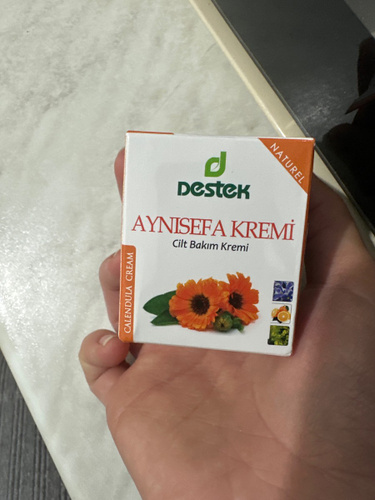 DESTEK
NATUREL
AYNISEFA KREMİ
Cilt Bakım Kremi
CALENDULA CREAM